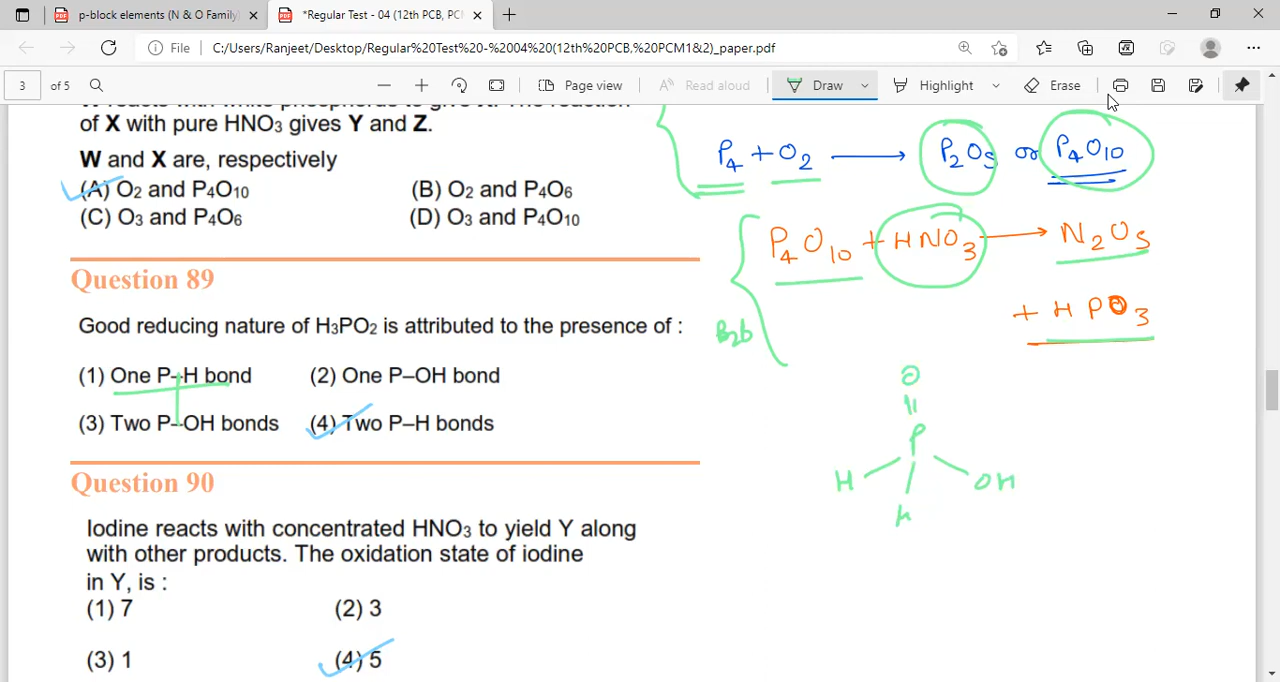 p-block elements (N & O Family)
*Regular Test - 04 (12th PCB, PC
File C:/Users/Ranjeet/Desktop/Regular%20Test%20-%2004%20(12th%20PCB,%20PCM1&2)_paper.pdf
3 of 5 Page view Read aloud Draw Highlight Erase
reacts with white phosphorus to give
of X with pure HNO3 gives Y and Z.
W and X are, respectively
(A) O2 and P4O10 (B) O2 and P4O6
(C) O3 and P4O6 (D) O3 and P4O10
P4 + O2 → P2O5 or P4O10
P4O10 + HNO3 → N2O5
+ HPO3
Question 89
Good reducing nature of H3PO2 is attributed to the presence of :
(1) One P–H bond (2) One P–OH bond
(3) Two P–OH bonds (4) Two P–H bonds
O
P
H OH
H
Question 90
Iodine reacts with concentrated HNO3 to yield Y along
with other products. The oxidation state of iodine
in Y, is :
(1) 7 (2) 3
(3) 1 (4) 5